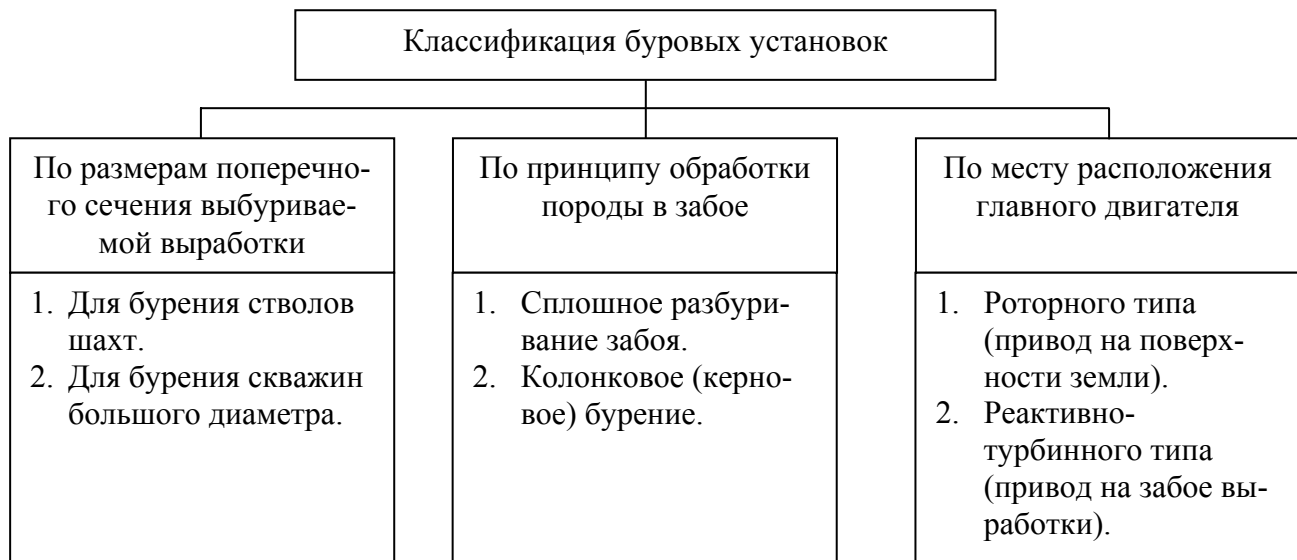 Классификация буровых установок
По размерам поперечно-
го сечения выбуривае-
мой выработки
1. Для бурения стволов
шахт.
2. Для бурения скважин
большого диаметра.
По принципу обработки
породы в забое
1. Сплошное разбури-
вание забоя.
2. Колонковое (керно-
вое) бурение.
По месту расположения
главного двигателя
1. Роторного типа
(привод на поверх-
ности земли).
2. Реактивно-
турбинного типа
(привод на забое вы-
работки).